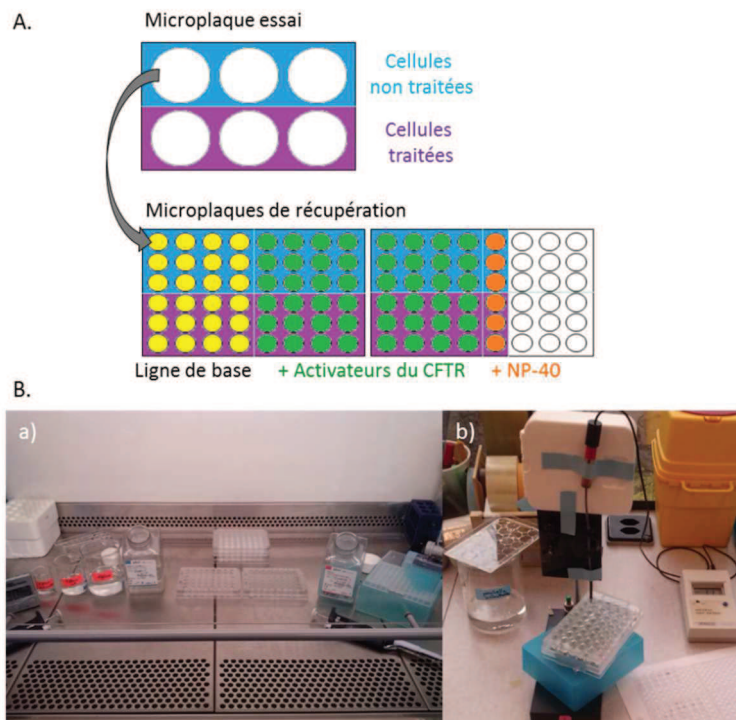 A.
Microplaque essai
Cellules
non traitées
Cellules
traitées
Microplaques de récupération
Ligne de base + Activateurs du CFTR + NP-40
B.
a)
b)